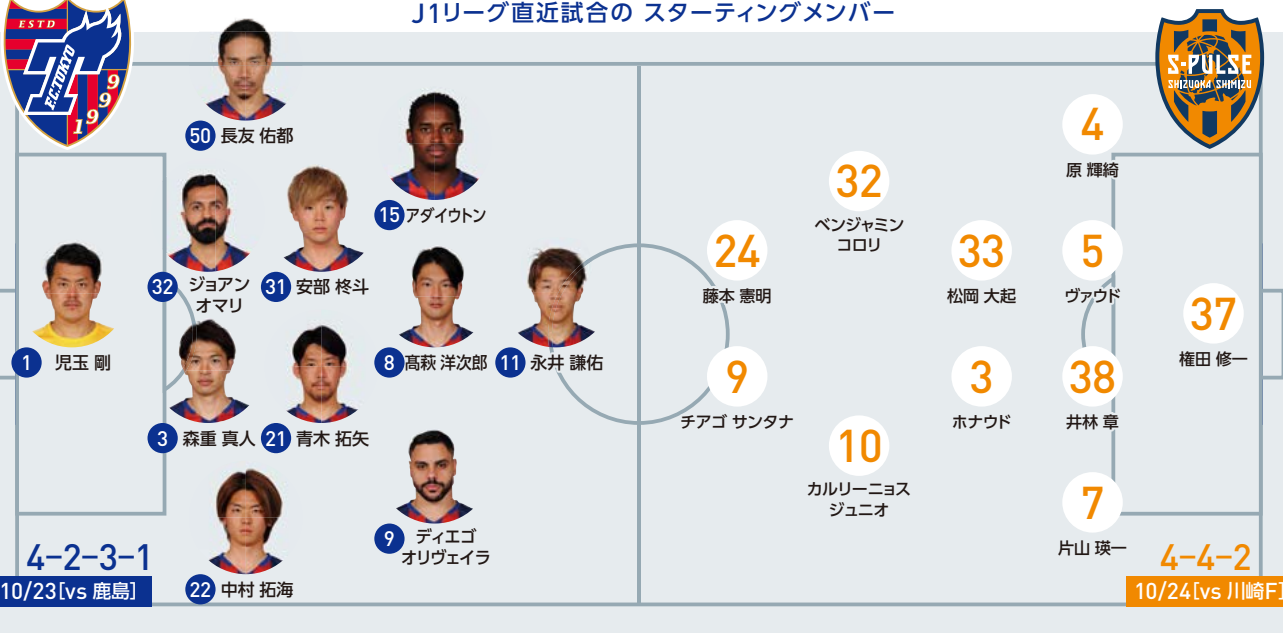 J1リーグ直近試合の スターティングメンバー
ESTD
F.C.TOKYO
1999
50 長友 佑都
15 アダイウトン
32 ジョアン
オマリ
31 安部 柊斗
1 児玉 剛
8 髙萩 洋次郎
11 永井 謙佑
3 森重 真人
21 青木 拓矢
9 ディエゴ
オリヴェイラ
22 中村 拓海
4-2-3-1
10/23[vs 鹿島]
S-PULSE
SHIZUOKA SHIMIZU
4
原 輝綺
32
ベンジャミン
コロリ
24
藤本 憲明
33
松岡 大起
5
ヴァウド
37
権田 修一
9
チアゴ サンタナ
3
ホナウド
38
井林 章
10
カルリーニョス
ジュニオ
7
片山 瑛一
4-4-2
10/24[vs 川崎F]